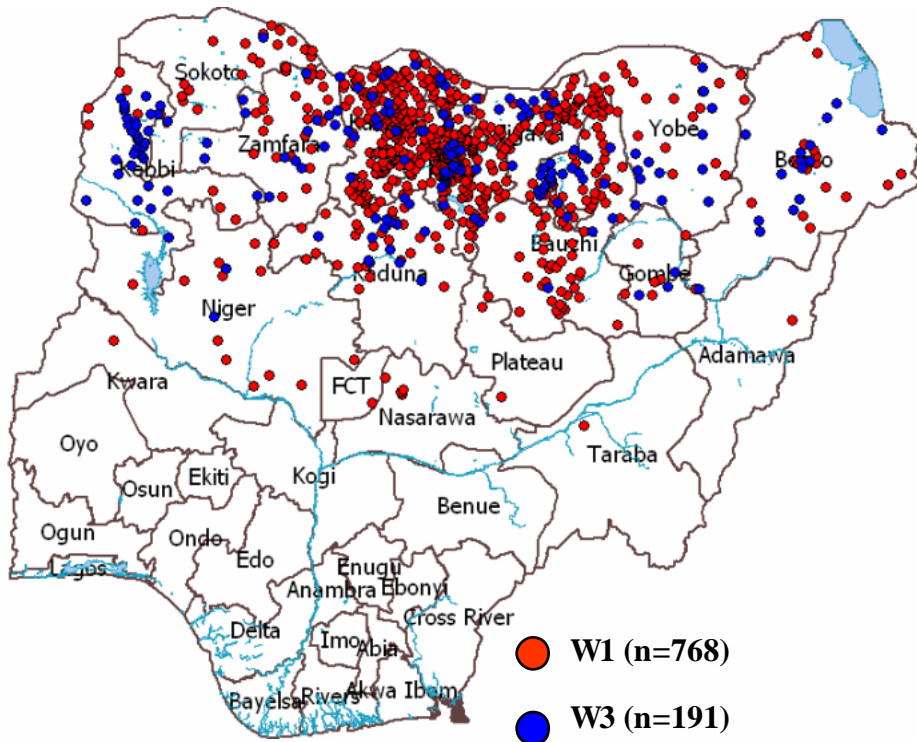 Sokoto
Yobe
Zamfara
Kebbi
Bauchi
Kaduna
Gombe
Niger
Plateau
Adamawa
FCT
Kwara
Nasarawa
Oyo
Taraba
Kogi
Ekiti
Osun
Benue
Ogun
Ondo
Edo
Enugu
Lagos
Ebonyi
Anambra
Cross River
Delta
Imo
Abia
W1 (n=768)
Akwa Ibom
Bayelsa
Rivers
W3 (n=191)